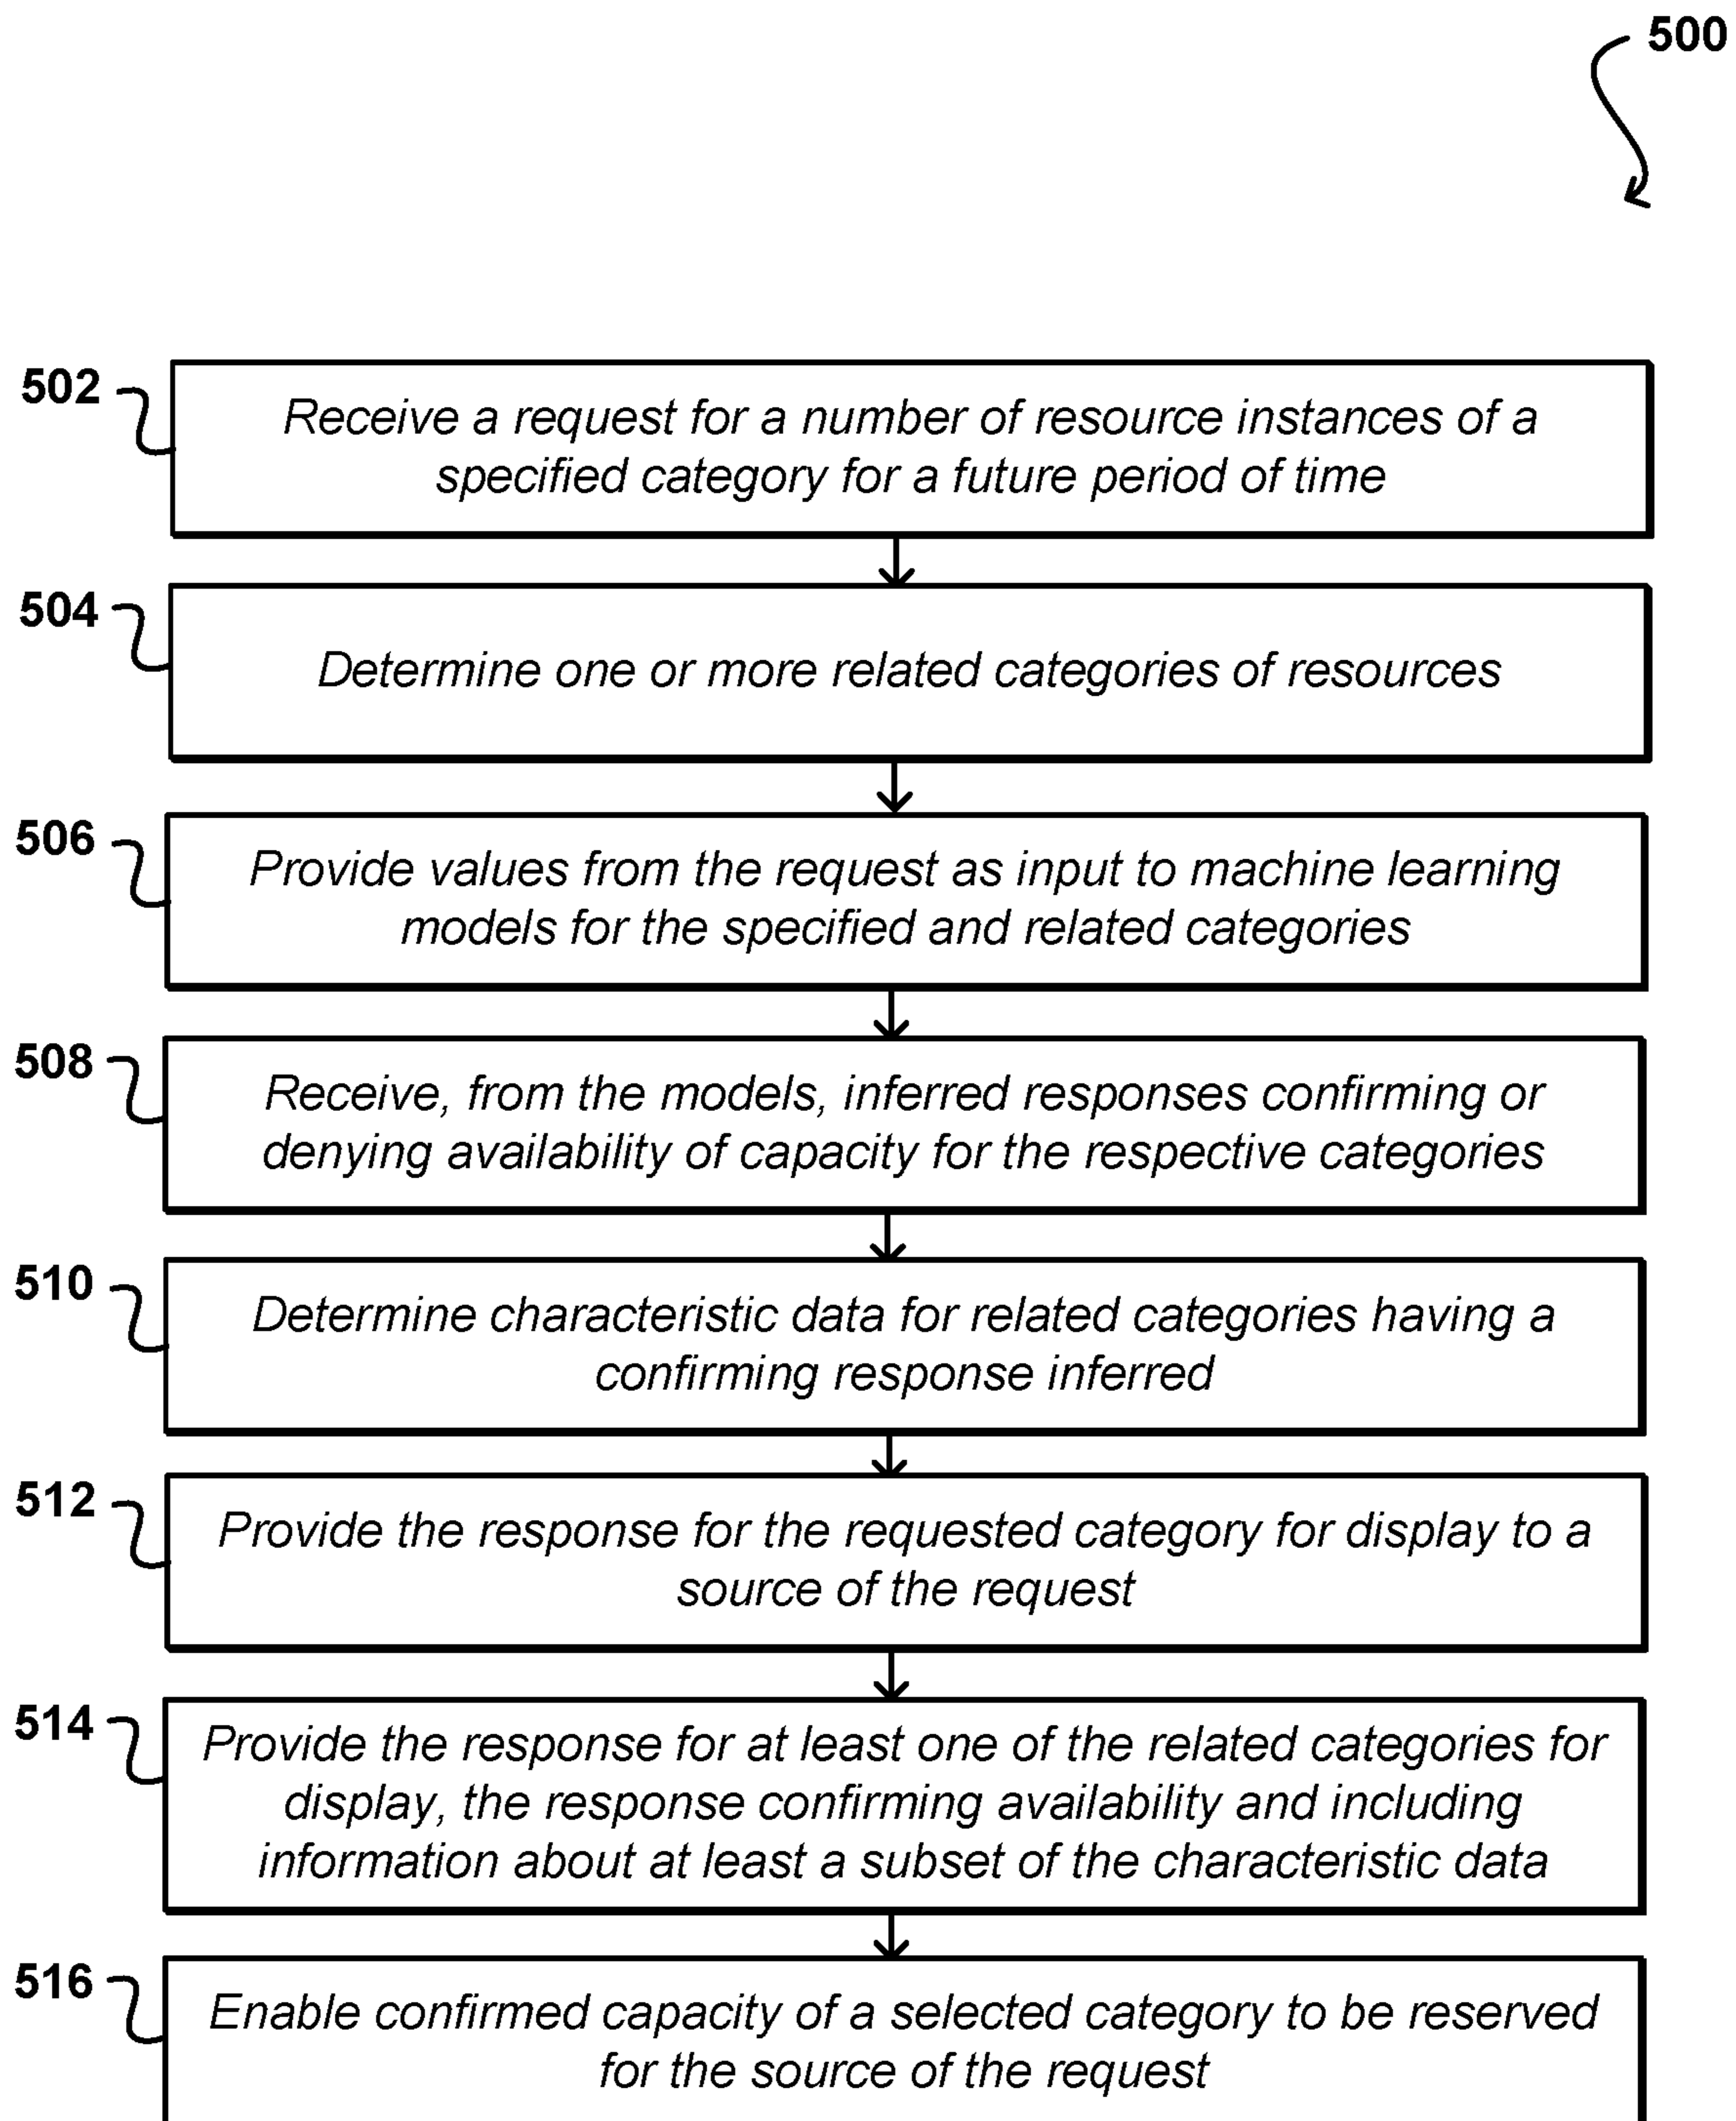 500
502
Receive a request for a number of resource instances of a
specified category for a future period of time
504
Determine one or more related categories of resources
506
Provide values from the request as input to machine learning
models for the specified and related categories
508
Receive, from the models, inferred responses confirming or
denying availability of capacity for the respective categories
510
Determine characteristic data for related categories having a
confirming response inferred
512
Provide the response for the requested category for display to a
source of the request
514
Provide the response for at least one of the related categories for
display, the response confirming availability and including
information about at least a subset of the characteristic data
516
Enable confirmed capacity of a selected category to be reserved
for the source of the request